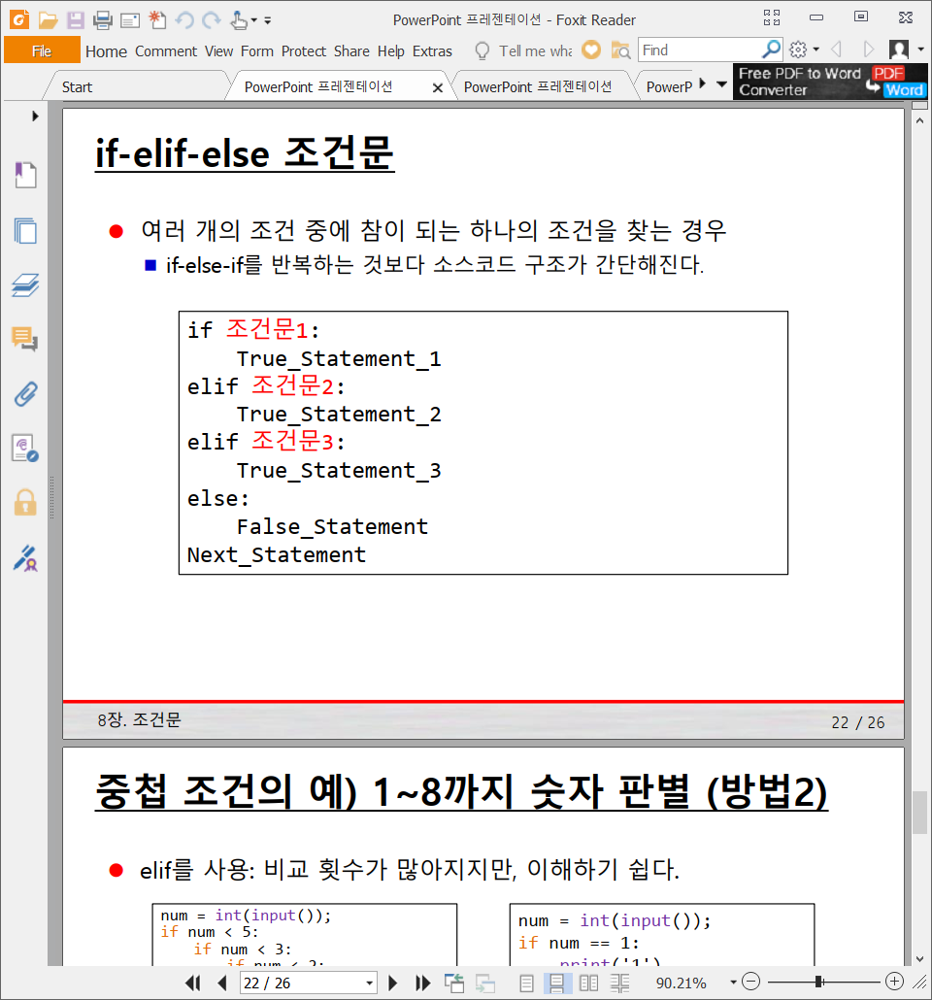 PowerPoint 프레젠테이션 - Foxit Reader
File Home Comment View Form Protect Share Help Extras Tell me wha Find
Start PowerPoint 프레젠테이션 PowerPoint 프레젠테이션 PowerP
Free PDF to Word Converter PDF Word
if-elif-else 조건문
여러 개의 조건 중에 참이 되는 하나의 조건을 찾는 경우
if-else-if를 반복하는 것보다 소스코드 구조가 간단해진다.
if 조건문1:
True_Statement_1
elif 조건문2:
True_Statement_2
elif 조건문3:
True_Statement_3
else:
False_Statement
Next_Statement
8장. 조건문
22 / 26
중첩 조건의 예) 1~8까지 숫자 판별 (방법2)
elif를 사용: 비교 횟수가 많아지지만, 이해하기 쉽다.
num = int(input());
if num < 5:
if num < 3:
if num < 2:
num = int(input());
if num == 1:
print('1')
22 / 26
90.21%